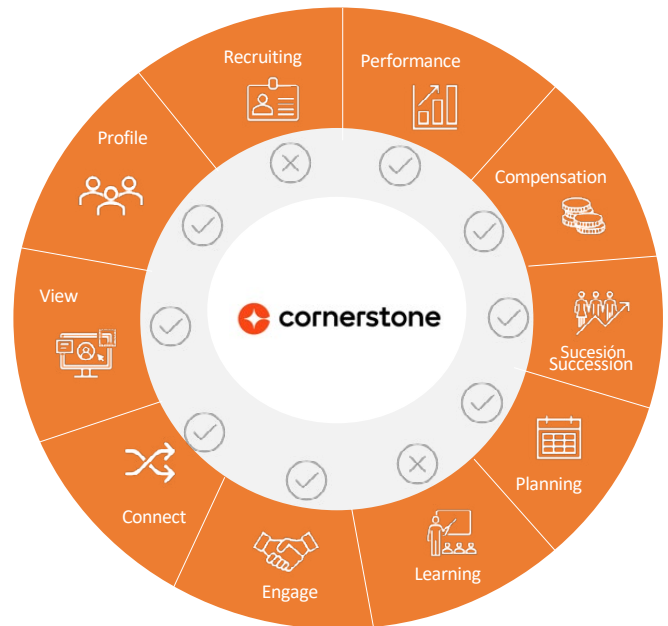 Recruiting
Performance
Profile
Compensation
View
cornerstone
Sucesión
Succession
Planning
Connect
Learning
Engage